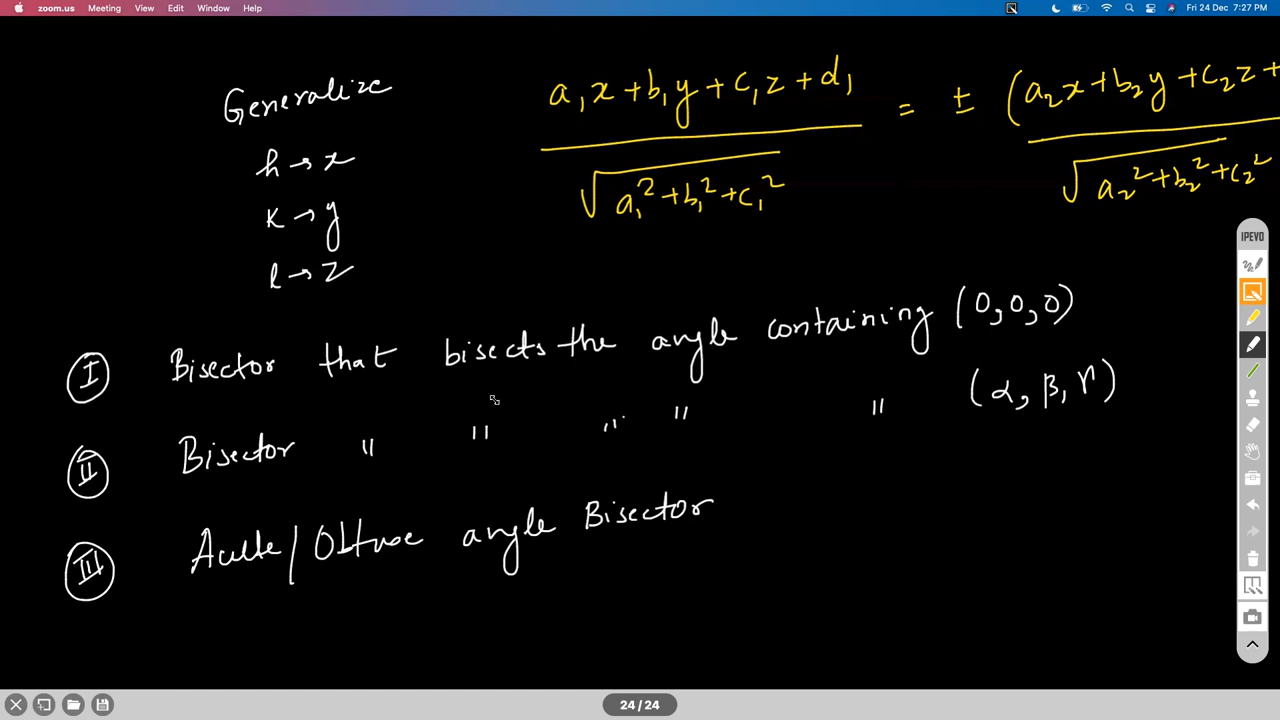 zoom.us Meeting View Edit Window Help Fri 24 Dec 7:27 PM
Generalize
h → x
k → y
l → z
a₁x + b₁y + c₁z + d₁ = ± (a₂x + b₂y + c₂z +
√a₁² + b₁² + c₁² √a₂² + b₂² + c₂²
IPEVO
I Bisector that bisects the angle containing (0, 0, 0)
II Bisector " " " " " (α, β, γ)
III Acute/Obtuse angle Bisector
24 / 24